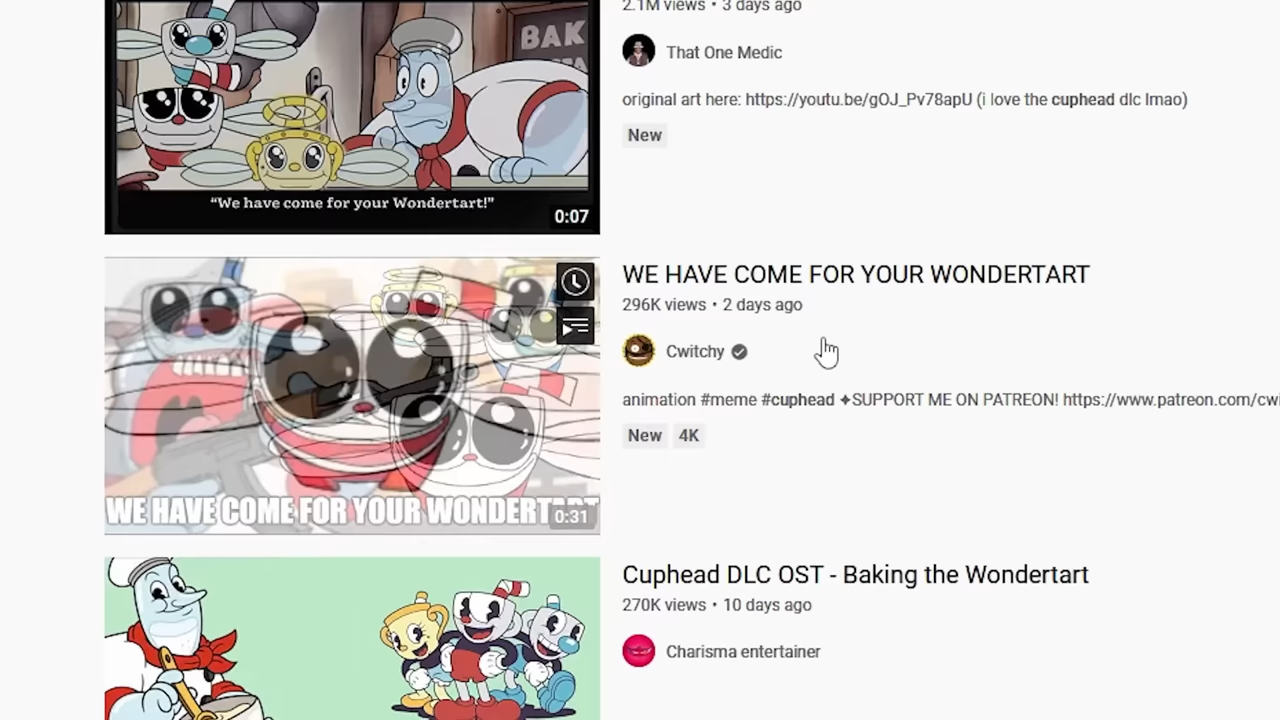 2.1M views • 3 days ago
BAK
That One Medic
original art here: https://youtu.be/gOJ_Pv78apU (i love the cuphead dlc lmao)
New
“We have come for your Wondertart!”
0:07
WE HAVE COME FOR YOUR WONDERTART
296K views • 2 days ago
Cwitchy
animation #meme #cuphead ✦SUPPORT ME ON PATREON! https://www.patreon.com/cwi
New 4K
WE HAVE COME FOR YOUR WONDERTART
0:31
Cuphead DLC OST - Baking the Wondertart
270K views • 10 days ago
Charisma entertainer